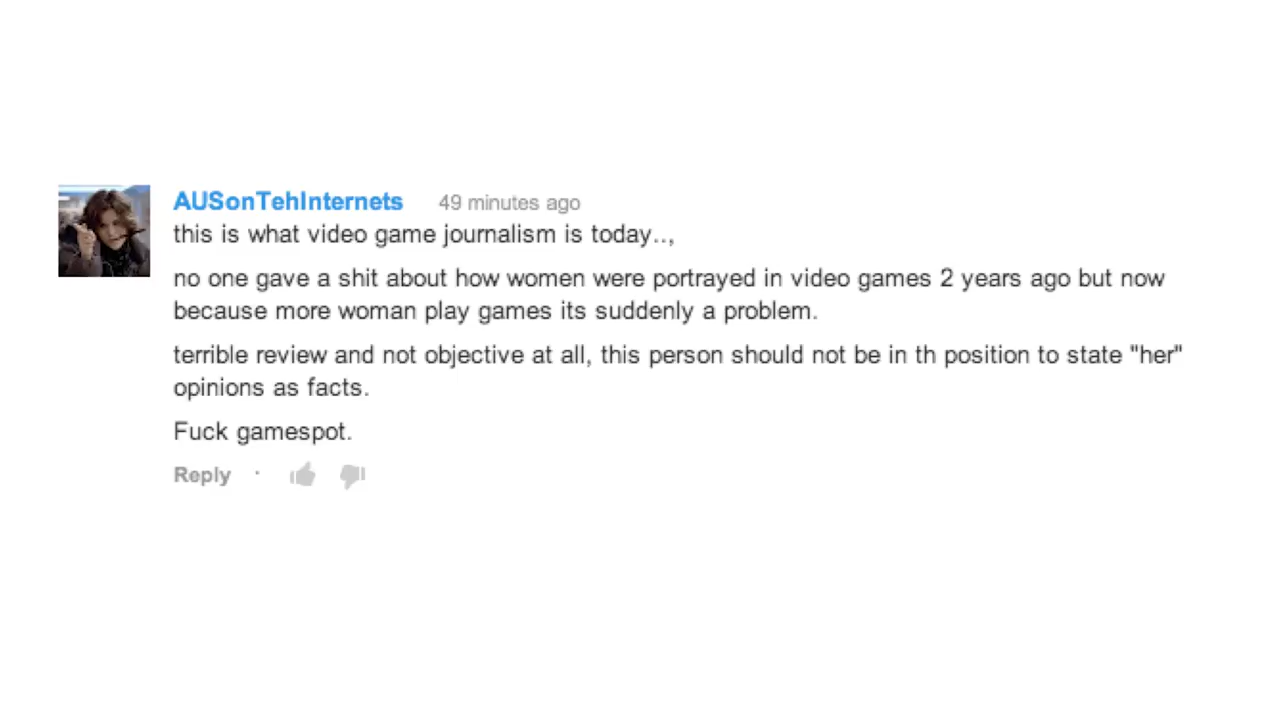 AUSonTehInternets 49 minutes ago
this is what video game journalism is today..,
no one gave a shit about how women were portrayed in video games 2 years ago but now
because more woman play games its suddenly a problem.
terrible review and not objective at all, this person should not be in th position to state "her"
opinions as facts.
Fuck gamespot.
Reply ·